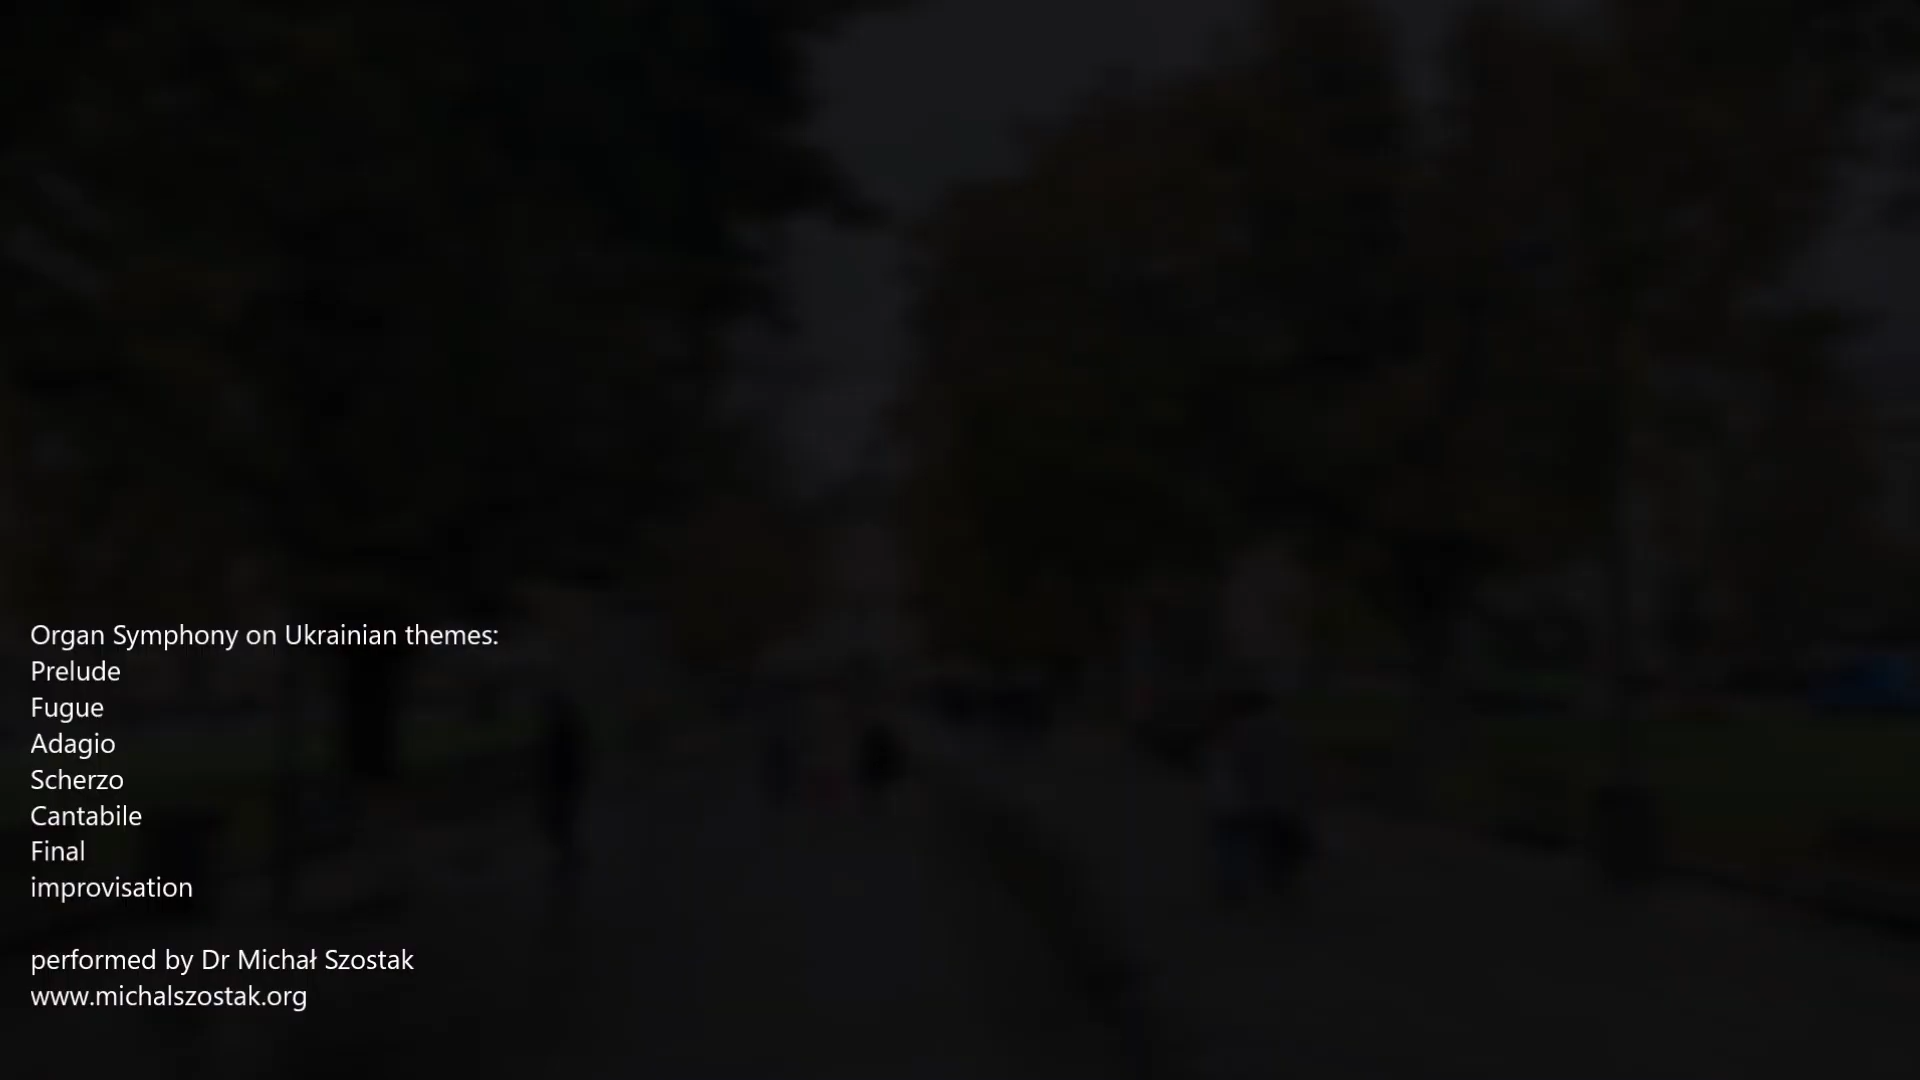 Organ Symphony on Ukrainian themes:
Prelude
Fugue
Adagio
Scherzo
Cantabile
Final
improvisation
performed by Dr Michał Szostak
www.michalszostak.org